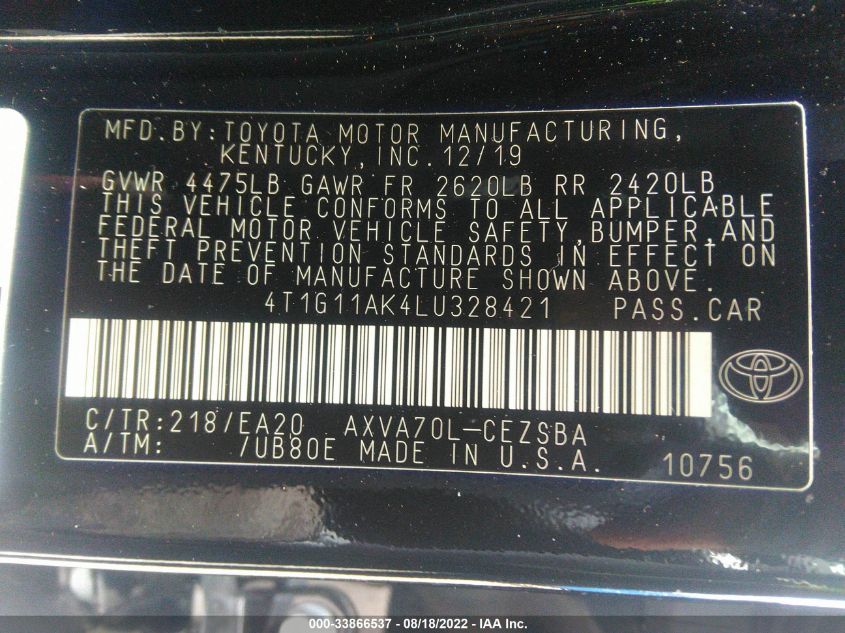 MFD.BY:TOYOTA MOTOR MANUFACTURING,
KENTUCKY,INC.12/19
GVWR 4475LB GAWR FR 2620LB RR 2420LB
THIS VEHICLE CONFORMS TO ALL APPLICABLE
FEDERAL MOTOR VEHICLE SAFETY,BUMPER,AND
THEFT PREVENTION STANDARDS IN EFFECT ON
THE DATE OF MANUFACTURE SHOWN ABOVE.
4T1G11AK4LU328421 PASS.CAR
C/TR:218/EA20 AXVA70L-CEZSBA
A/TM: /UB80E MADE IN U.S.A. 10756
000-33866537 - 08/18/2022 - IAA Inc.